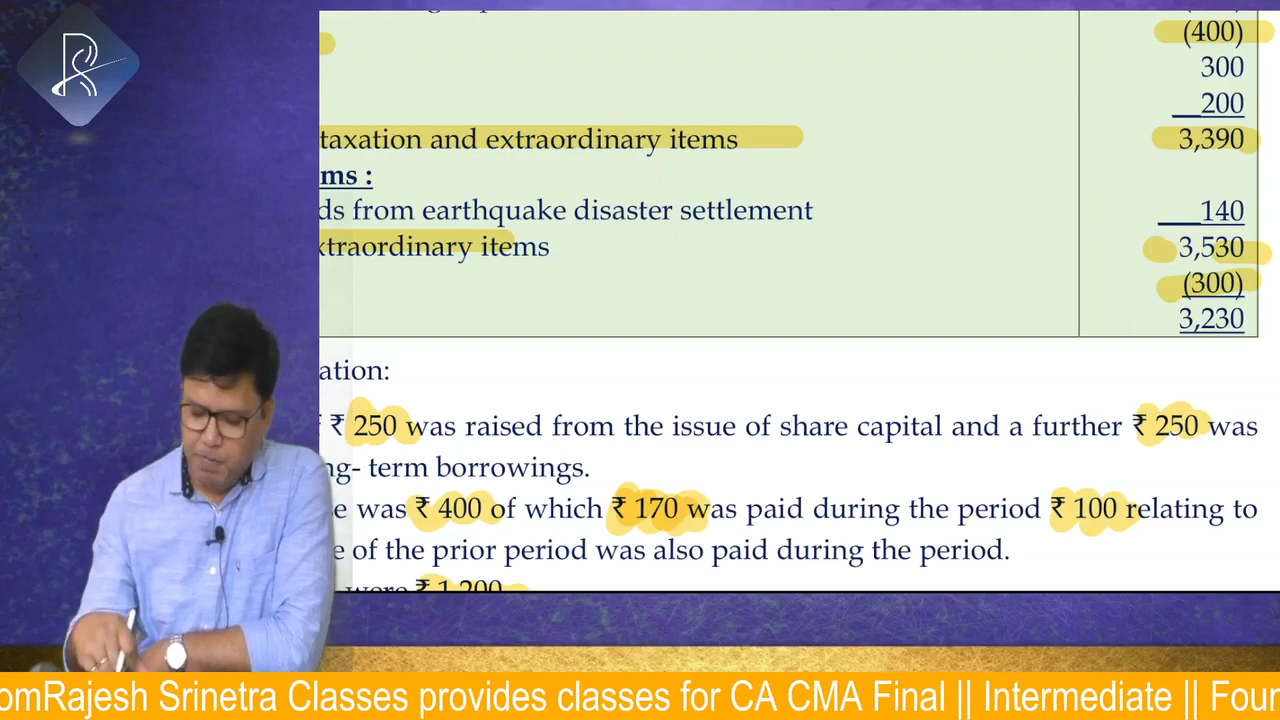 (400)
300
200
taxation and extraordinary items 3,390
ms :
ds from earthquake disaster settlement 140
xtraordinary items 3,530
(300)
3,230
ation:
₹ 250 was raised from the issue of share capital and a further ₹ 250 was
ng- term borrowings.
e was ₹ 400 of which ₹ 170 was paid during the period ₹ 100 relating to
e of the prior period was also paid during the period.
were ₹ 1,200
omRajesh Srinetra Classes provides classes for CA CMA Final || Intermediate || Four